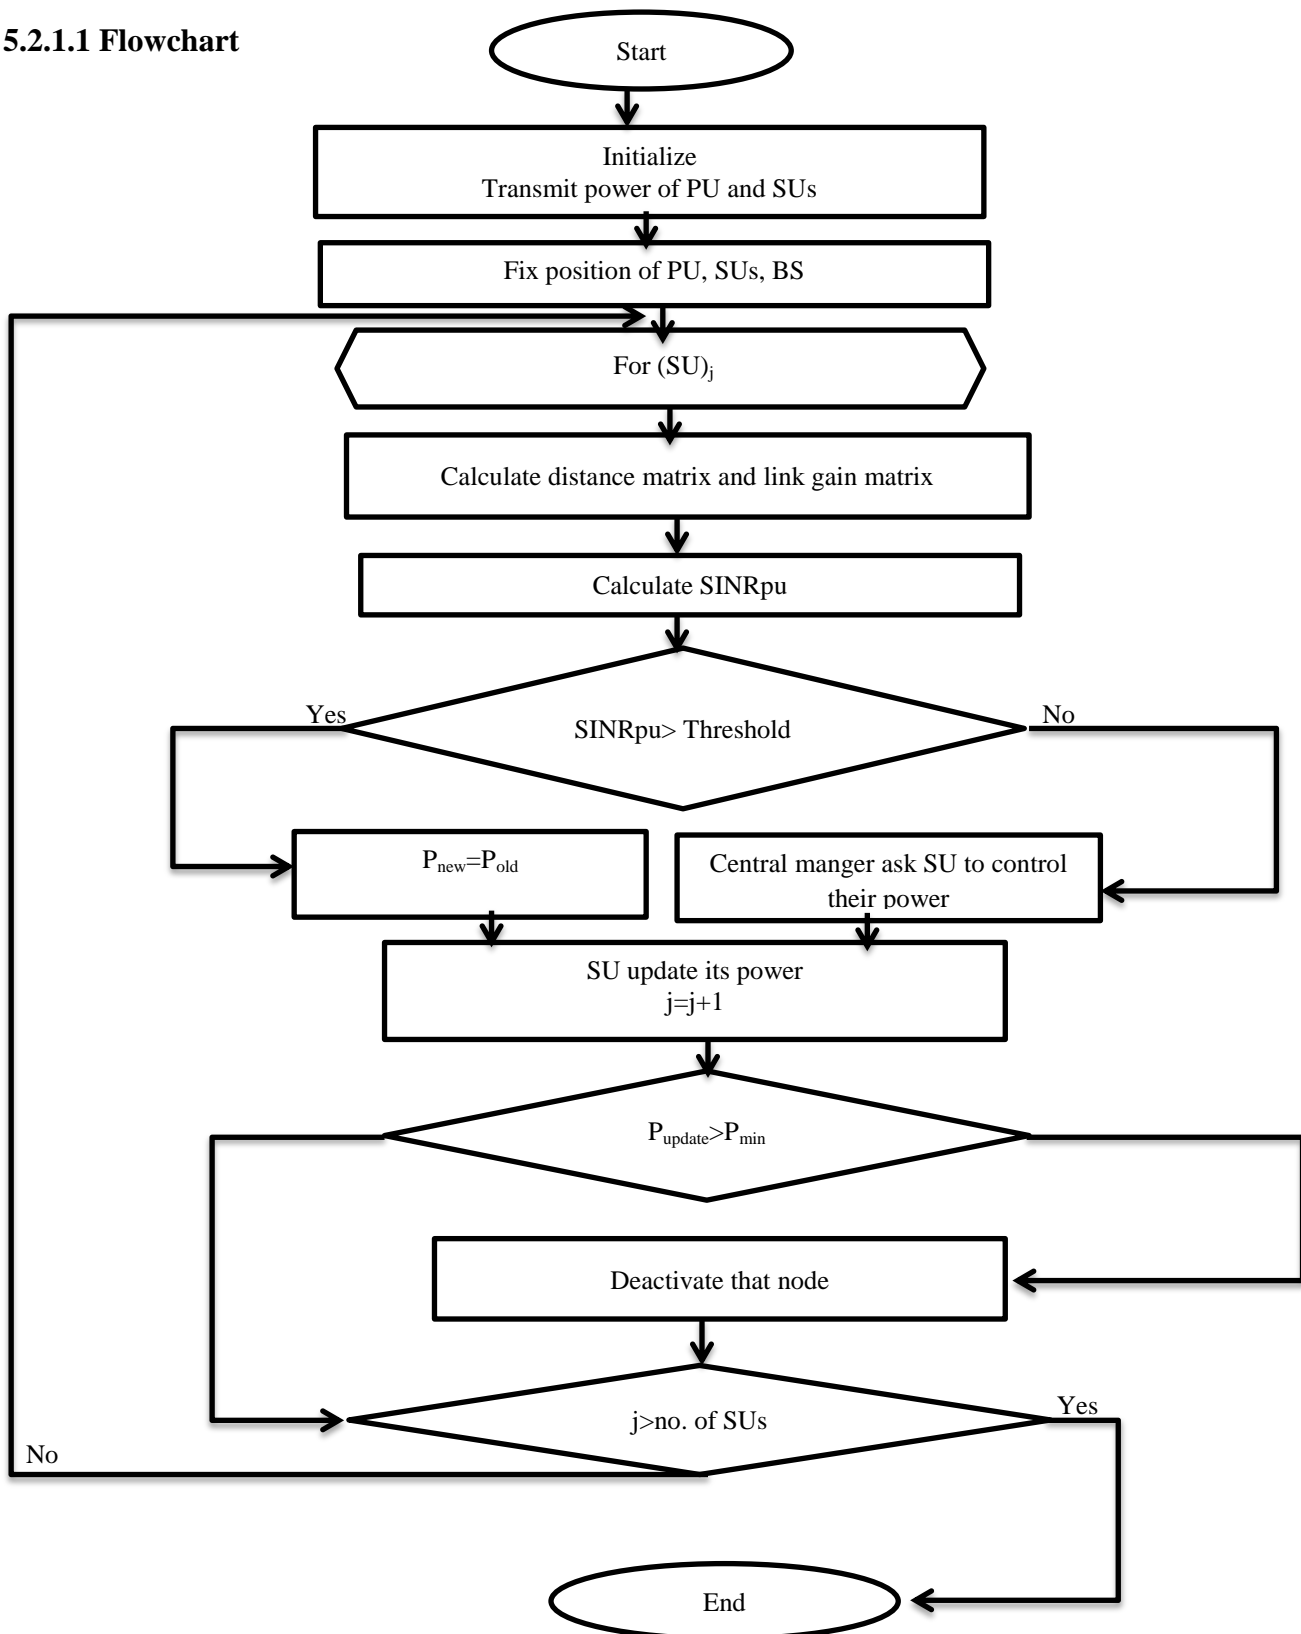 5.2.1.1 Flowchart
Start
Initialize
Transmit power of PU and SUs
Fix position of PU, SUs, BS
For (SU)j
Calculate distance matrix and link gain matrix
Calculate SINRpu
Yes
No
SINRpu> Threshold
Pnew=Pold
Central manger ask SU to control
their power
SU update its power
j=j+1
Pupdate>Pmin
Deactivate that node
j>no. of SUs
Yes
No
End